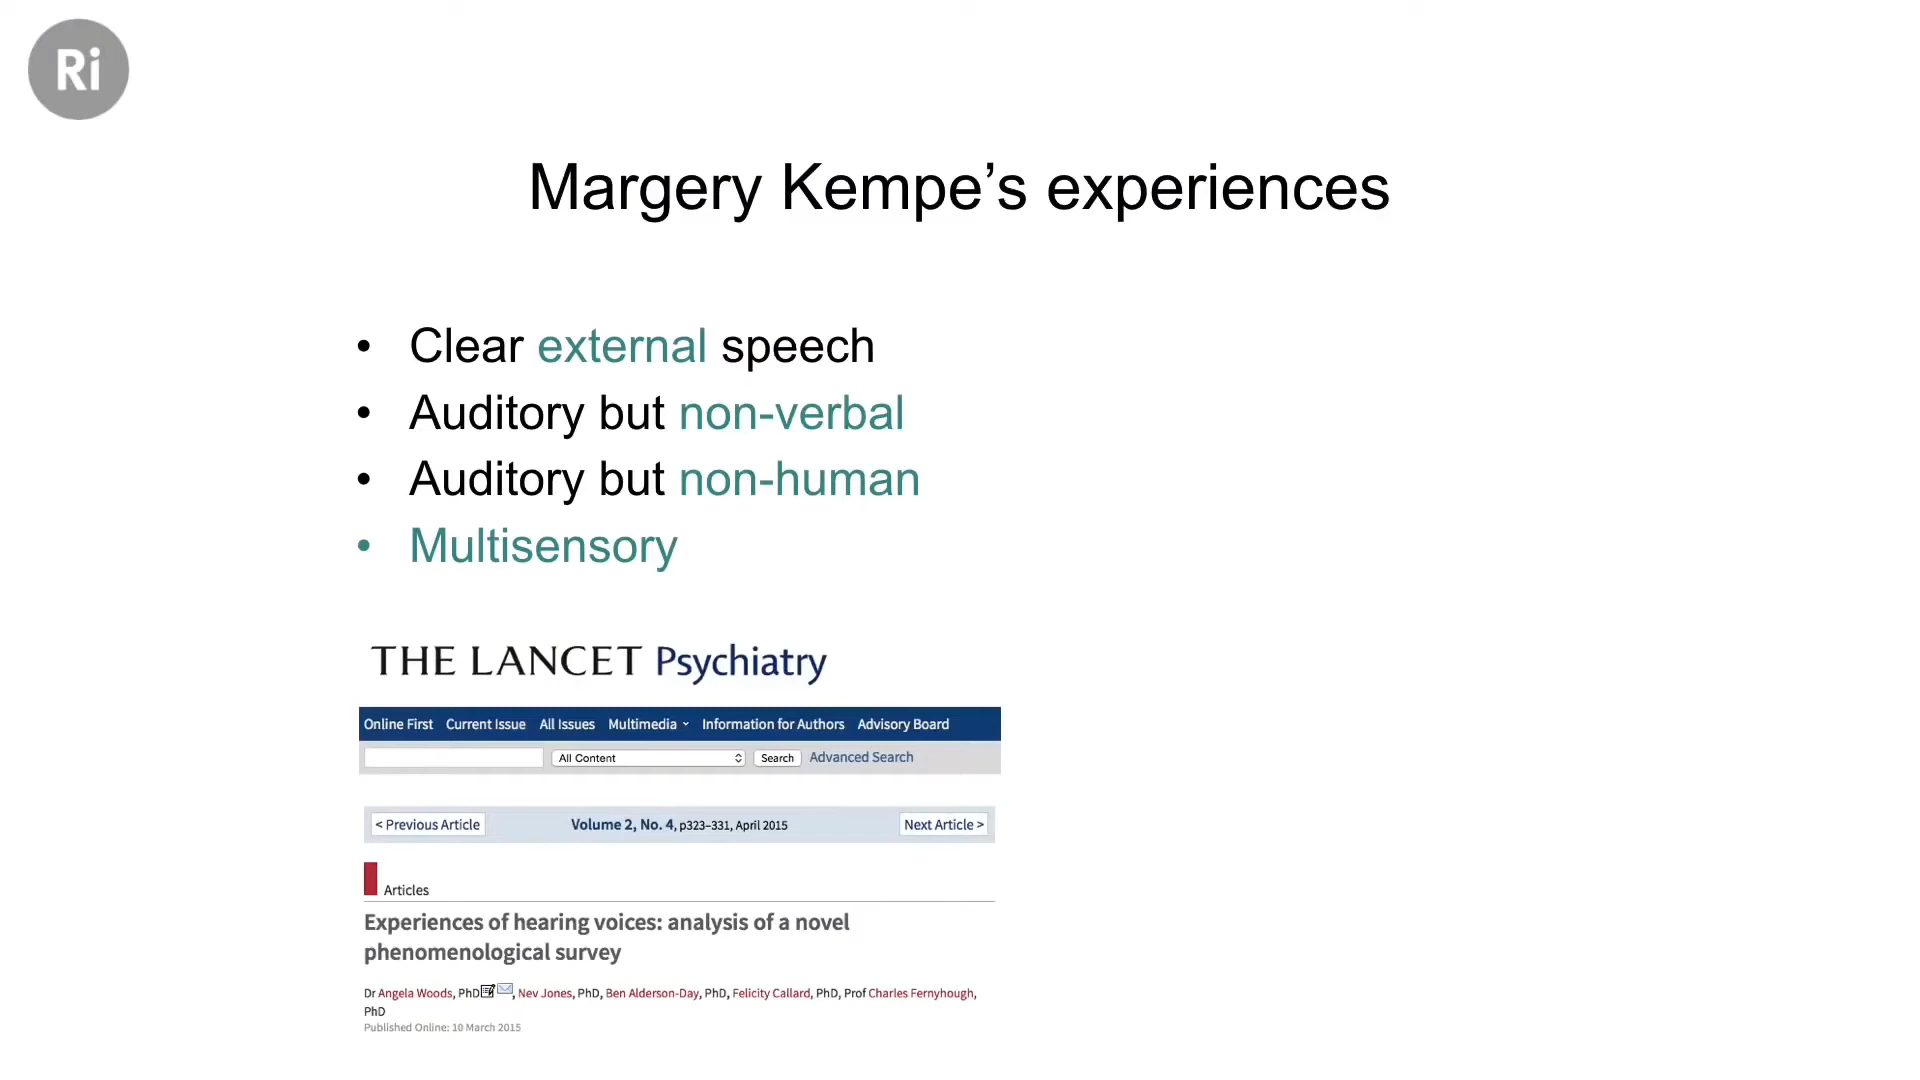 Ri
Margery Kempe’s experiences
• Clear external speech
• Auditory but non-verbal
• Auditory but non-human
• Multisensory
THE LANCET Psychiatry
Online First Current Issue All Issues Multimedia Information for Authors Advisory Board
All Content Search Advanced Search
< Previous Article Volume 2, No. 4, p323–331, April 2015 Next Article >
Articles
Experiences of hearing voices: analysis of a novel
phenomenological survey
Dr Angela Woods, PhD, Nev Jones, PhD, Ben Alderson-Day, PhD, Felicity Callard, PhD, Prof Charles Fernyhough,
PhD
Published Online: 10 March 2015